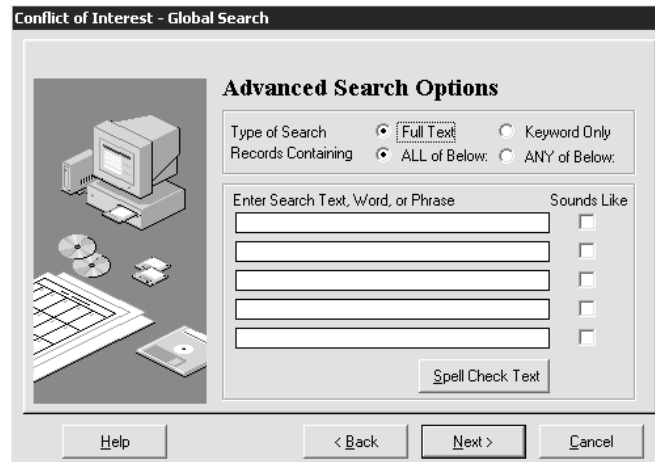 Conflict of Interest - Global Search
Advanced Search Options
Type of Search Full Text Keyword Only
Records Containing ALL of Below: ANY of Below:
Enter Search Text, Word, or Phrase Sounds Like
Spell Check Text
Help < Back Next > Cancel